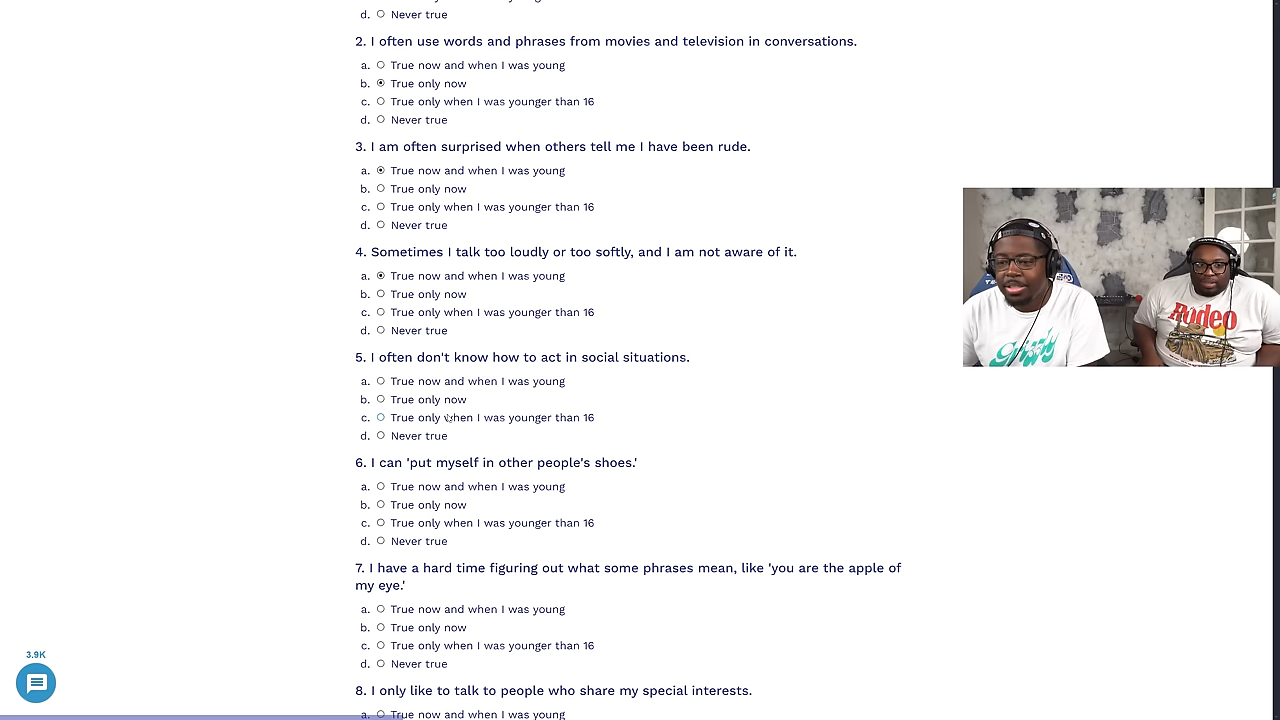 d. Never true
2. I often use words and phrases from movies and television in conversations.
a. True now and when I was young
b. True only now
c. True only when I was younger than 16
d. Never true
3. I am often surprised when others tell me I have been rude.
a. True now and when I was young
b. True only now
c. True only when I was younger than 16
d. Never true
4. Sometimes I talk too loudly or too softly, and I am not aware of it.
a. True now and when I was young
b. True only now
c. True only when I was younger than 16
d. Never true
5. I often don't know how to act in social situations.
a. True now and when I was young
b. True only now
c. True only when I was younger than 16
d. Never true
6. I can 'put myself in other people's shoes.'
a. True now and when I was young
b. True only now
c. True only when I was younger than 16
d. Never true
7. I have a hard time figuring out what some phrases mean, like 'you are the apple of
my eye.'
a. True now and when I was young
b. True only now
c. True only when I was younger than 16
d. Never true
8. I only like to talk to people who share my special interests.
a. True now and when I was young
3.9K
Rodeo